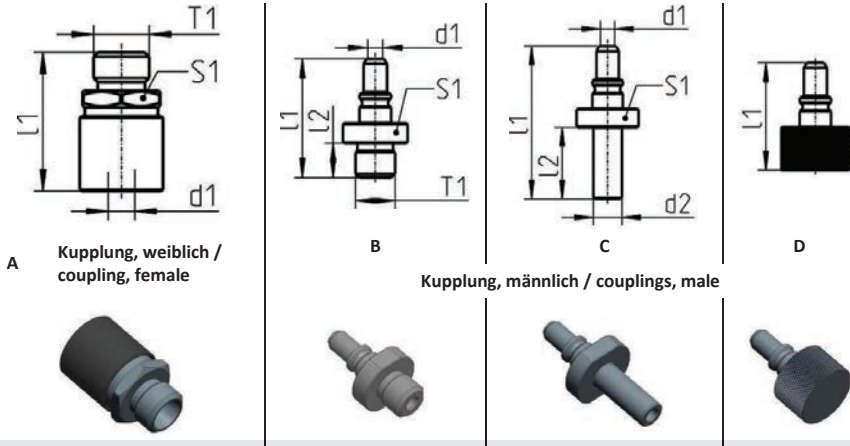 T1
S1
l1
d1
d1
S1
l1
l2
T1
d1
S1
l1
l2
d2
l1
A
Kupplung, weiblich /
coupling, female
B
C
D
Kupplung, männlich / couplings, male